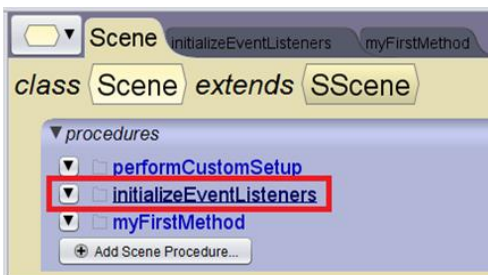 Scene initializeEventListeners myFirstMethod
class Scene extends SScene
procedures
performCustomSetup
initializeEventListeners
myFirstMethod
Add Scene Procedure...